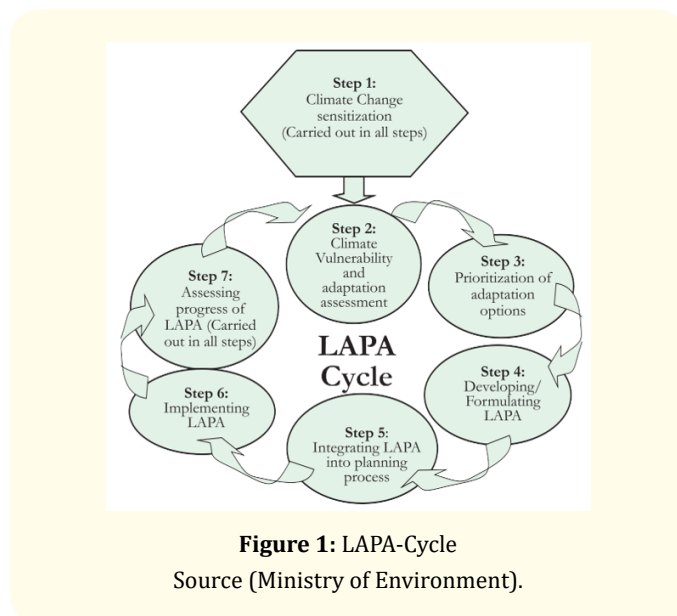 Step 1:
Climate Change
sensitization
(Carried out in all steps)
Step 2:
Climate
Vulnerability
and
adaptation
assessment
Step 3:
Prioritization of
adaptation
options
Step 4:
Developing/
Formulating
LAPA
Step 5:
Integrating LAPA
into planning
process
Step 6:
Implementing
LAPA
Step 7:
Assessing
progress of
LAPA (Carried
out in all steps)
LAPA
Cycle
Figure 1: LAPA-Cycle
Source (Ministry of Environment).